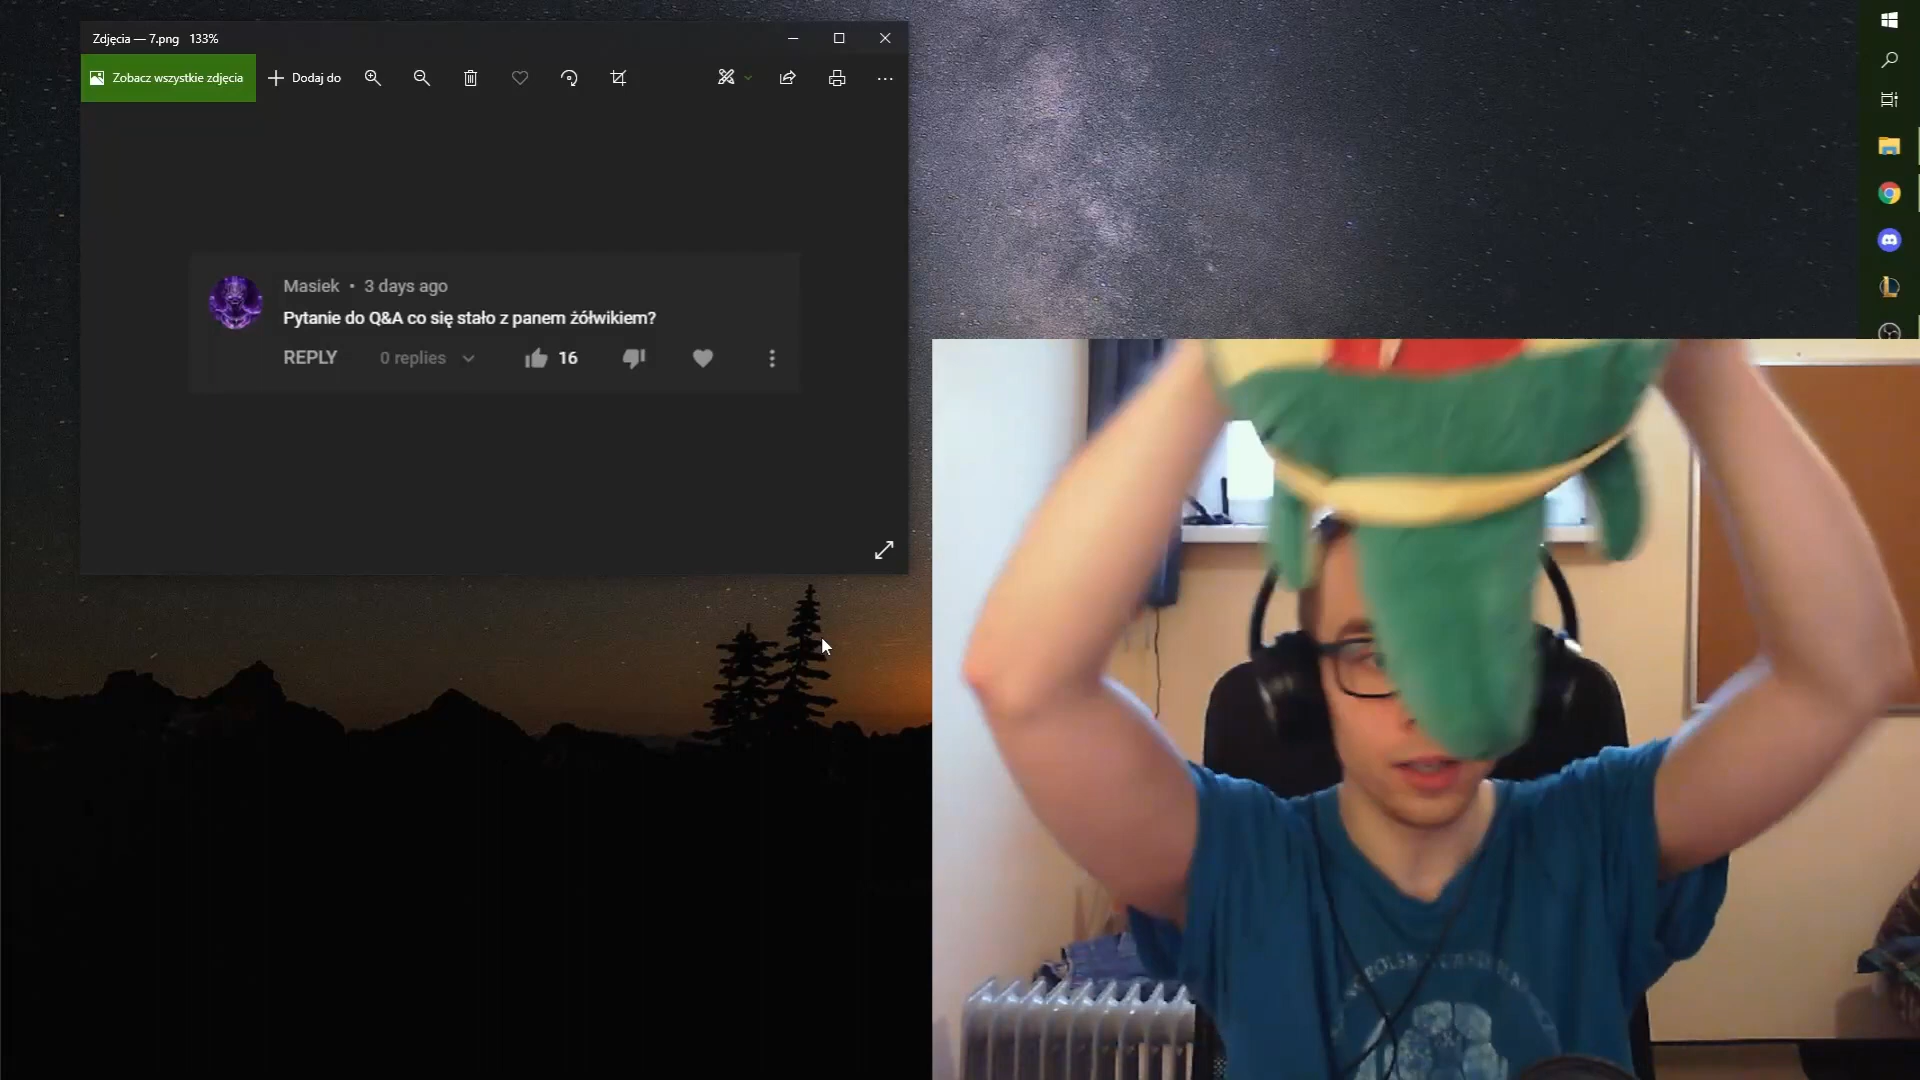 Zdjęcia — 7.png 133%
Zobacz wszystkie zdjęcia
Dodaj do
Masiek • 3 days ago
Pytanie do Q&A co się stało z panem żółwikiem?
REPLY 0 replies 16